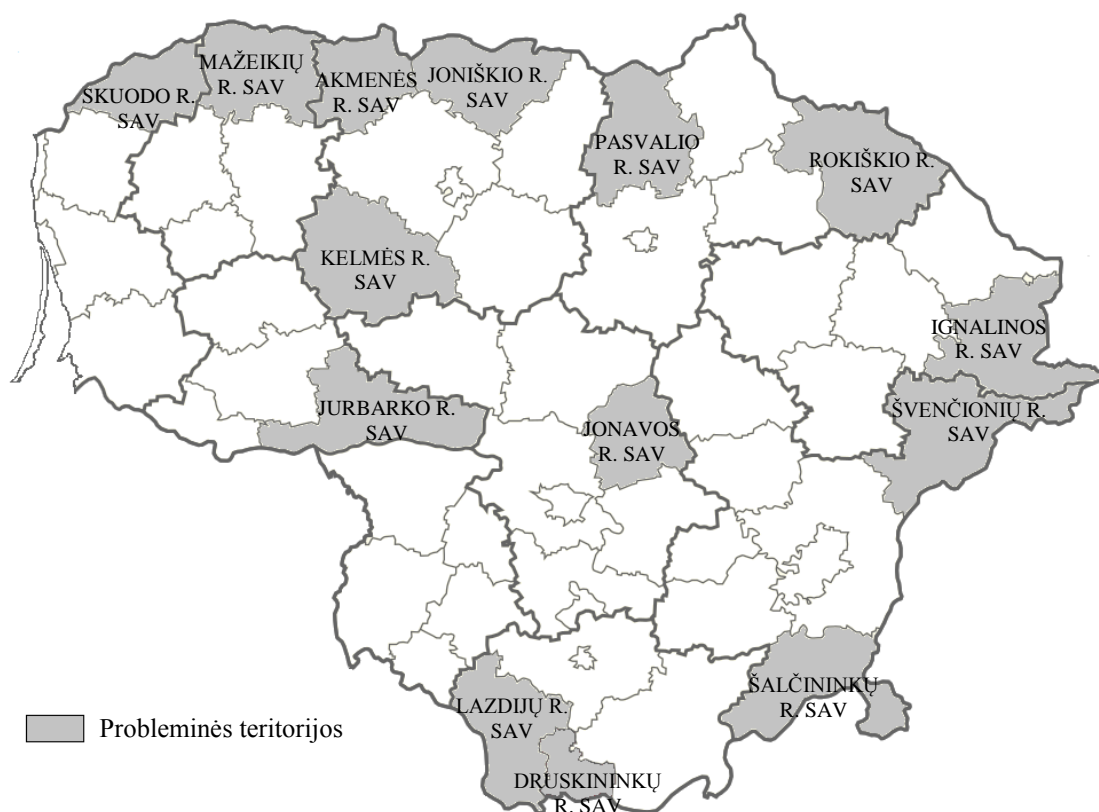 MAŽEIKIŲ
R. SAV
SKUODO R.
SAV
AKMENĖS
R. SAV
JONIŠKIO R.
SAV
PASVALIO
R. SAV
ROKIŠKIO R.
SAV
KELMĖS R.
SAV
IGNALINOS
R. SAV
JURBARKO R.
SAV
JONAVOS
R. SAV
ŠVENČIONIŲ R.
SAV
ŠALČININKŲ
R. SAV
LAZDIJŲ R.
SAV
DRUSKININKŲ
R. SAV
Probleminės teritorijos